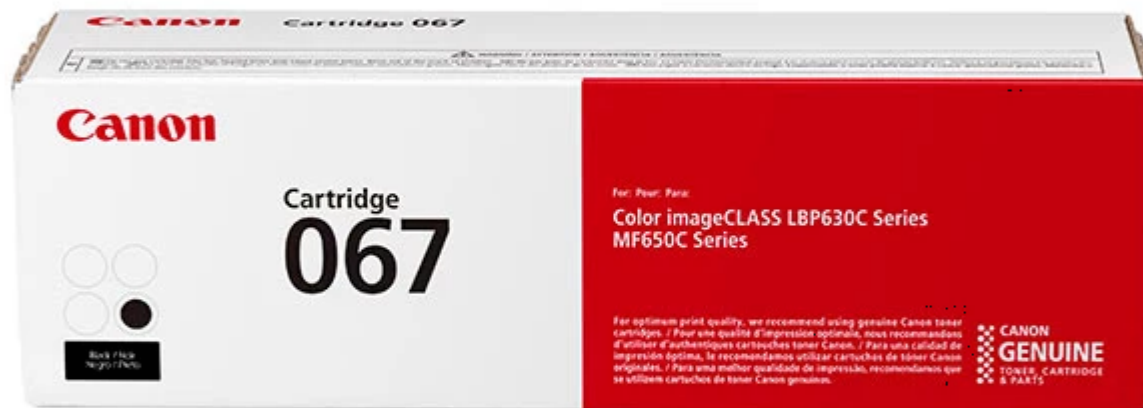 Canon Cartridge 067
WARNING / ATTENTION / ADVERTENCIA / ADVERTÊNCIA
Canon
Cartridge
067
Black / Noir
Negro / Preto
For: Pour: Para:
Color imageCLASS LBP630C Series
MF650C Series
For optimum print quality, we recommend using genuine Canon toner
cartridges. / Pour une qualité d'impression optimale, nous recommandons
d'utiliser d'authentiques cartouches toner Canon. / Para una calidad de
impresión óptima, le recomendamos utilizar cartuchos de tóner Canon
originales. / Para uma melhor qualidade de impressão, recomendamos que
se utilizem cartuchos de toner Canon genuínos.
CANON
GENUINE
TONER, CARTRIDGE
& PARTS